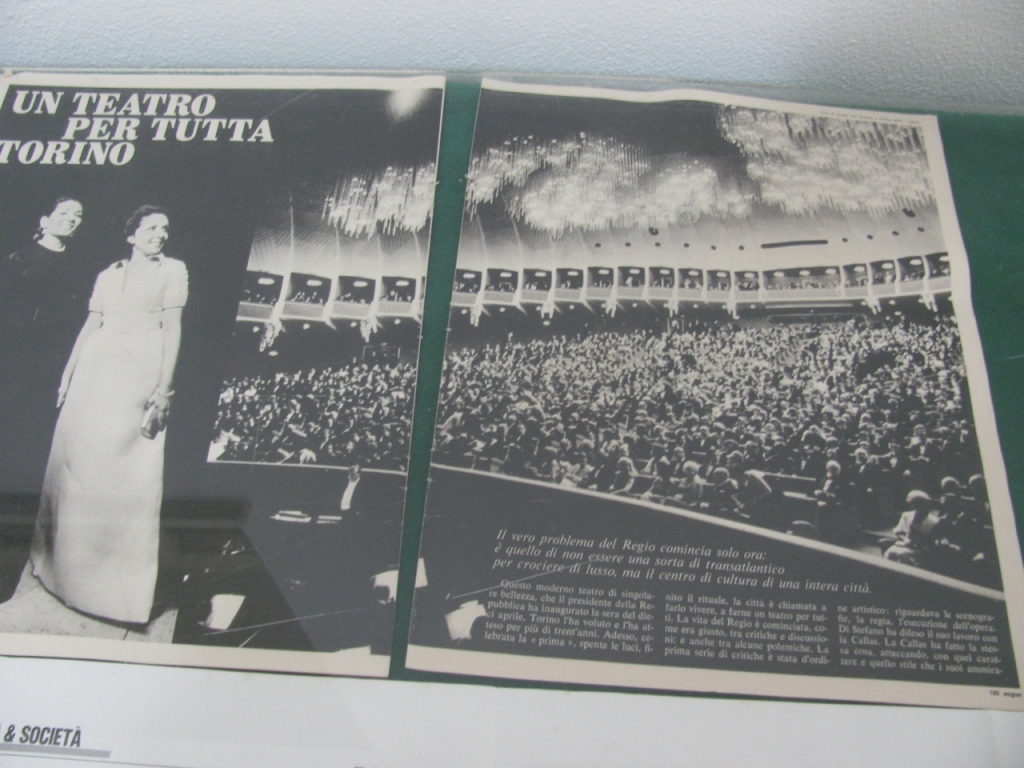 UN TEATRO
PER TUTTA
TORINO
Il vero problema del Regio comincia solo ora:
è quello di non essere una sorta di transatlantico
per crociere di lusso, ma il centro di cultura di una intera città.
Questo moderno teatro di singola-
re bellezza, che il presidente della Re-
pubblica ha inaugurato la sera del die-
ci aprile, Torino l'ha voluto e l'ha at-
teso per più di trent'anni. Adesso, ce-
lebrata la « prima », spente le luci, fi-
nito il rituale, la città è chiamata a
farlo vivere, a farne un teatro per tut-
ti. La vita del Regio è cominciata, co-
me era giusto, tra critiche e discussio-
ni: e anche tra alcune polemiche. La
prima serie di critiche è stata d'ordi-
ne artistico: riguardava le scenogra-
fie, la regia, l'esecuzione dell'opera.
Di Stefano ha difeso il suo lavoro con
la Callas. La Callas ha fatto la stes-
sa cosa, attaccando, con quel carat-
tere e quello stile che i suoi ammira-
& SOCIETÀ